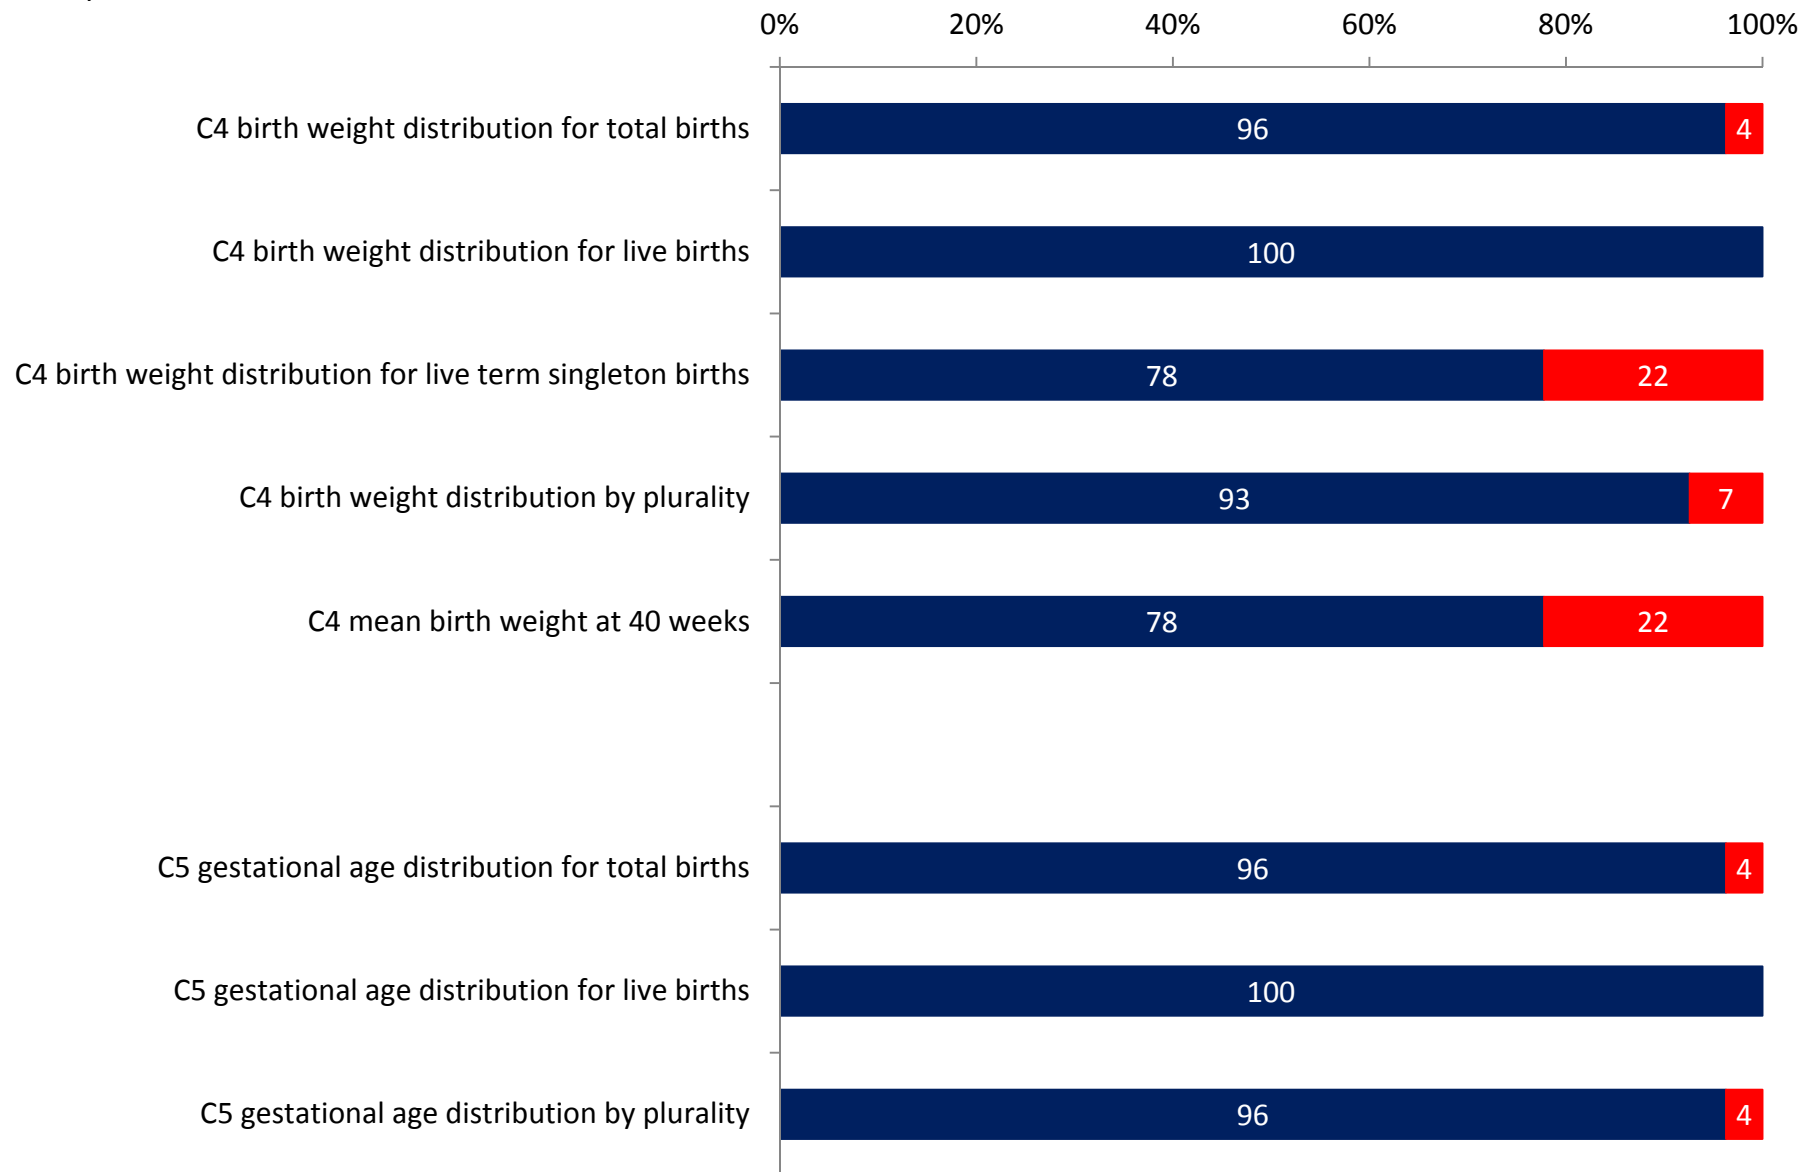 0% 20% 40% 60% 80% 100%
C4 birth weight distribution for total births 96 4
C4 birth weight distribution for live births 100
C4 birth weight distribution for live term singleton births 78 22
C4 birth weight distribution by plurality 93 7
C4 mean birth weight at 40 weeks 78 22
C5 gestational age distribution for total births 96 4
C5 gestational age distribution for live births 100
C5 gestational age distribution by plurality 96 4